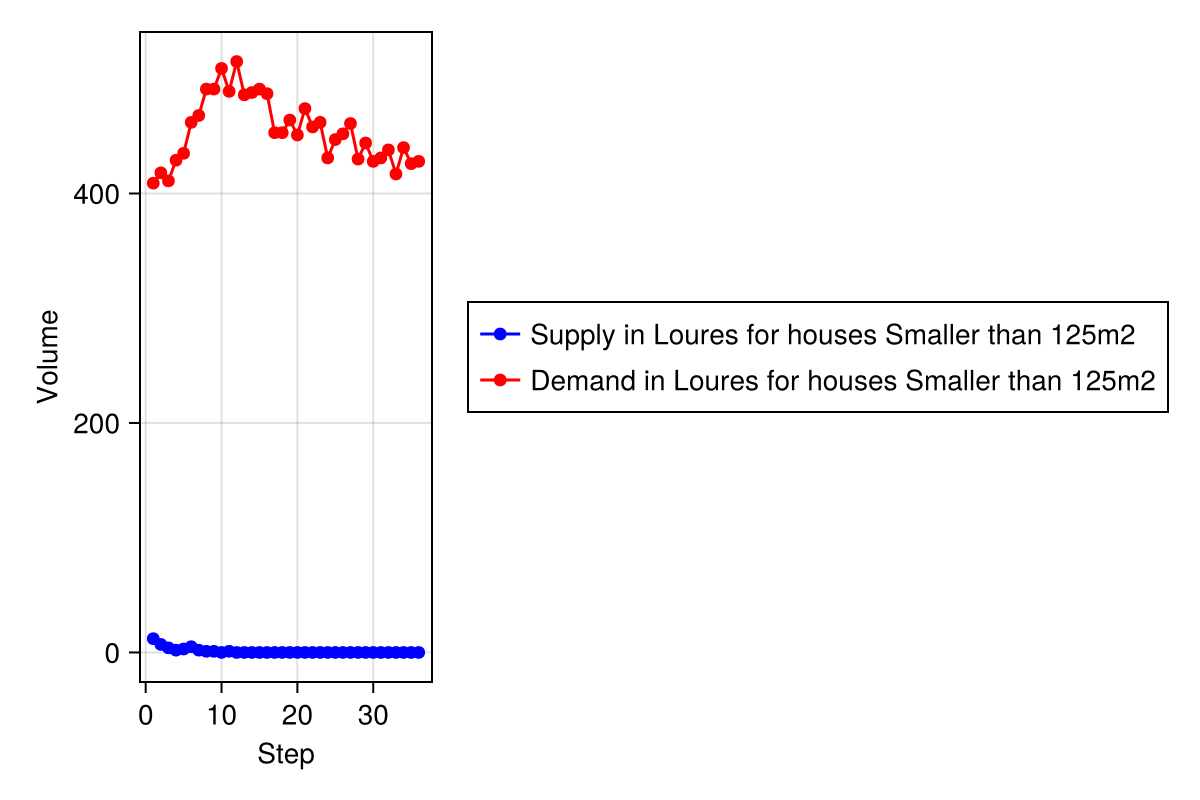 Volume
400
200
0
0 10 20 30
Step
Supply in Loures for houses Smaller than 125m2
Demand in Loures for houses Smaller than 125m2